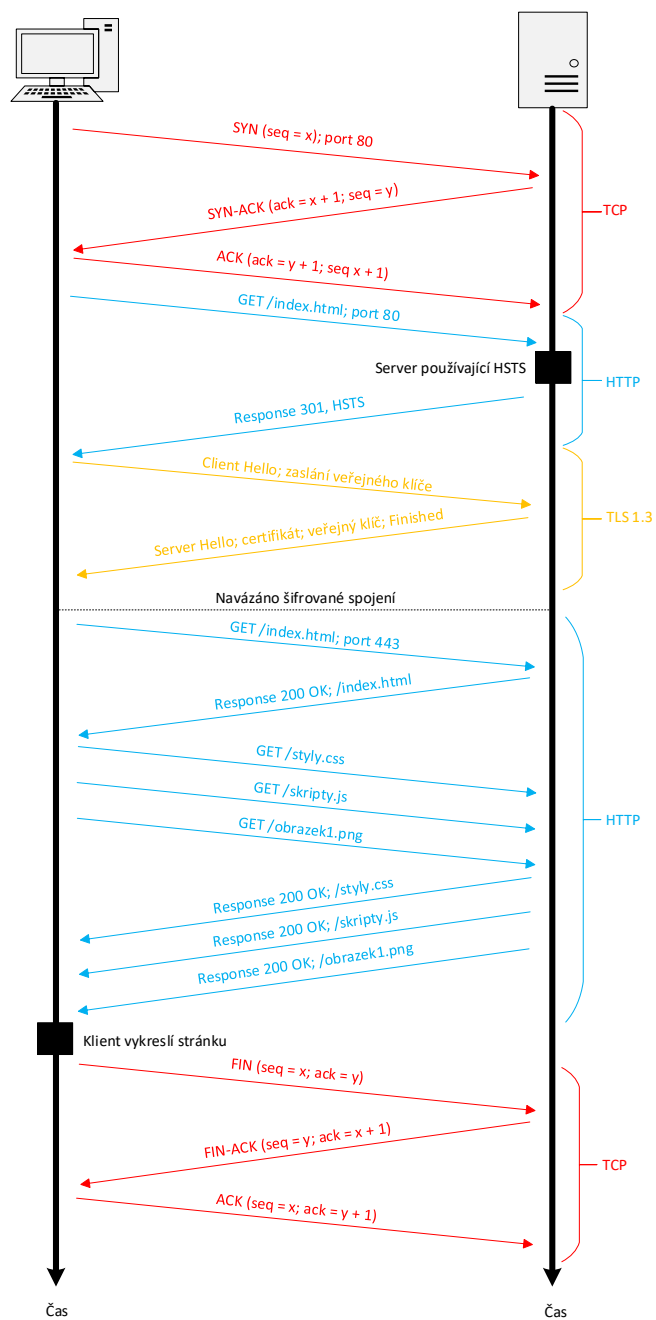 SYN (seq = x); port 80
SYN-ACK (ack = x + 1; seq = y)
TCP
ACK (ack = y + 1; seq x + 1)
GET /index.html; port 80
Server používající HSTS
HTTP
Response 301, HSTS
Client Hello; zaslání veřejného klíče
TLS 1.3
Server Hello; certifikát; veřejný klíč; Finished
Navázáno šifrované spojení
GET /index.html; port 443
Response 200 OK; /index.html
GET /styly.css
GET /skripty.js
HTTP
GET /obrazek1.png
Response 200 OK; /styly.css
Response 200 OK; /skripty.js
Response 200 OK; /obrazek1.png
Klient vykreslí stránku
FIN (seq = x; ack = y)
FIN-ACK (seq = y; ack = x + 1)
TCP
ACK (seq = x; ack = y + 1)
Čas
Čas